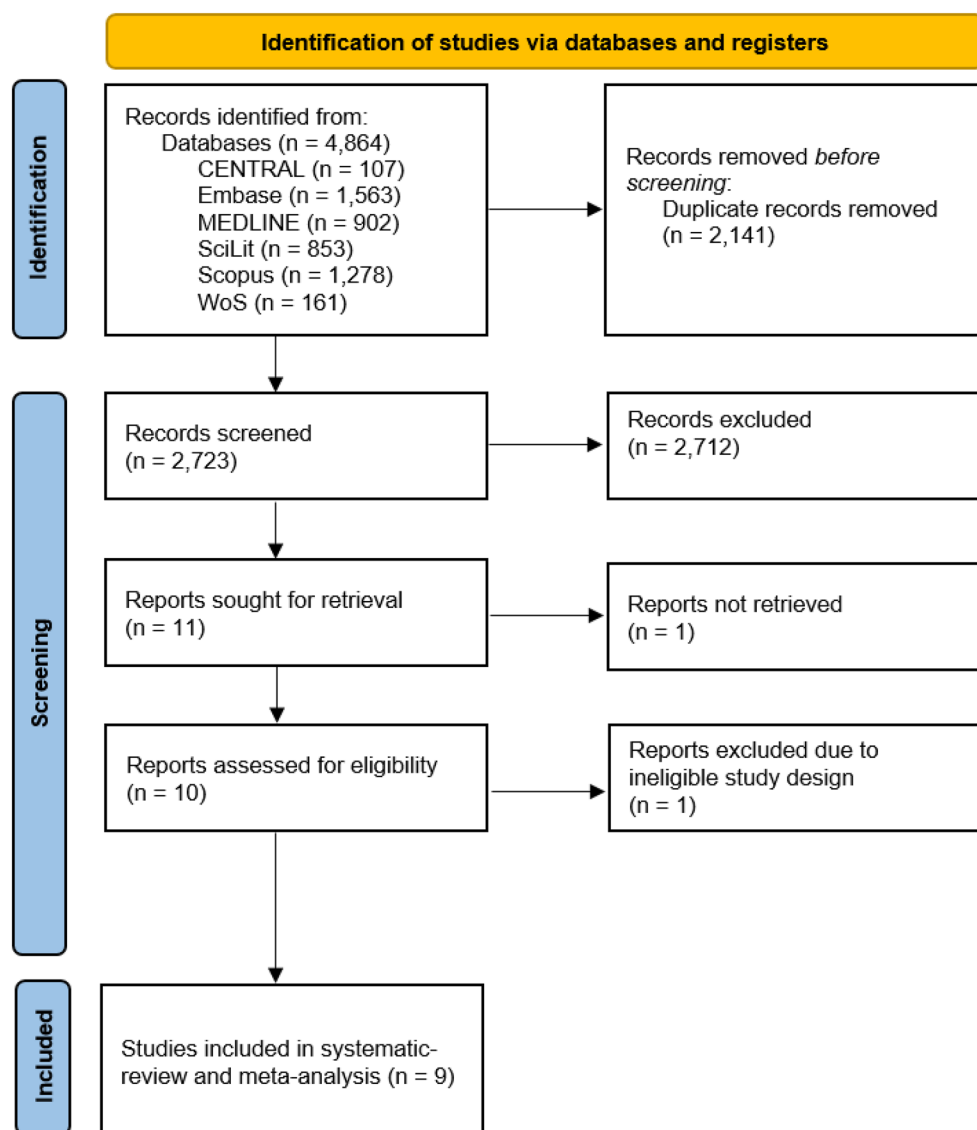 Identification of studies via databases and registers
Identification
Records identified from:
Databases (n = 4,864)
CENTRAL (n = 107)
Embase (n = 1,563)
MEDLINE (n = 902)
SciLit (n = 853)
Scopus (n = 1,278)
WoS (n = 161)
Records removed before
screening:
Duplicate records removed
(n = 2,141)
Screening
Records screened
(n = 2,723)
Records excluded
(n = 2,712)
Reports sought for retrieval
(n = 11)
Reports not retrieved
(n = 1)
Reports assessed for eligibility
(n = 10)
Reports excluded due to
ineligible study design
(n = 1)
Included
Studies included in systematic-
review and meta-analysis (n = 9)